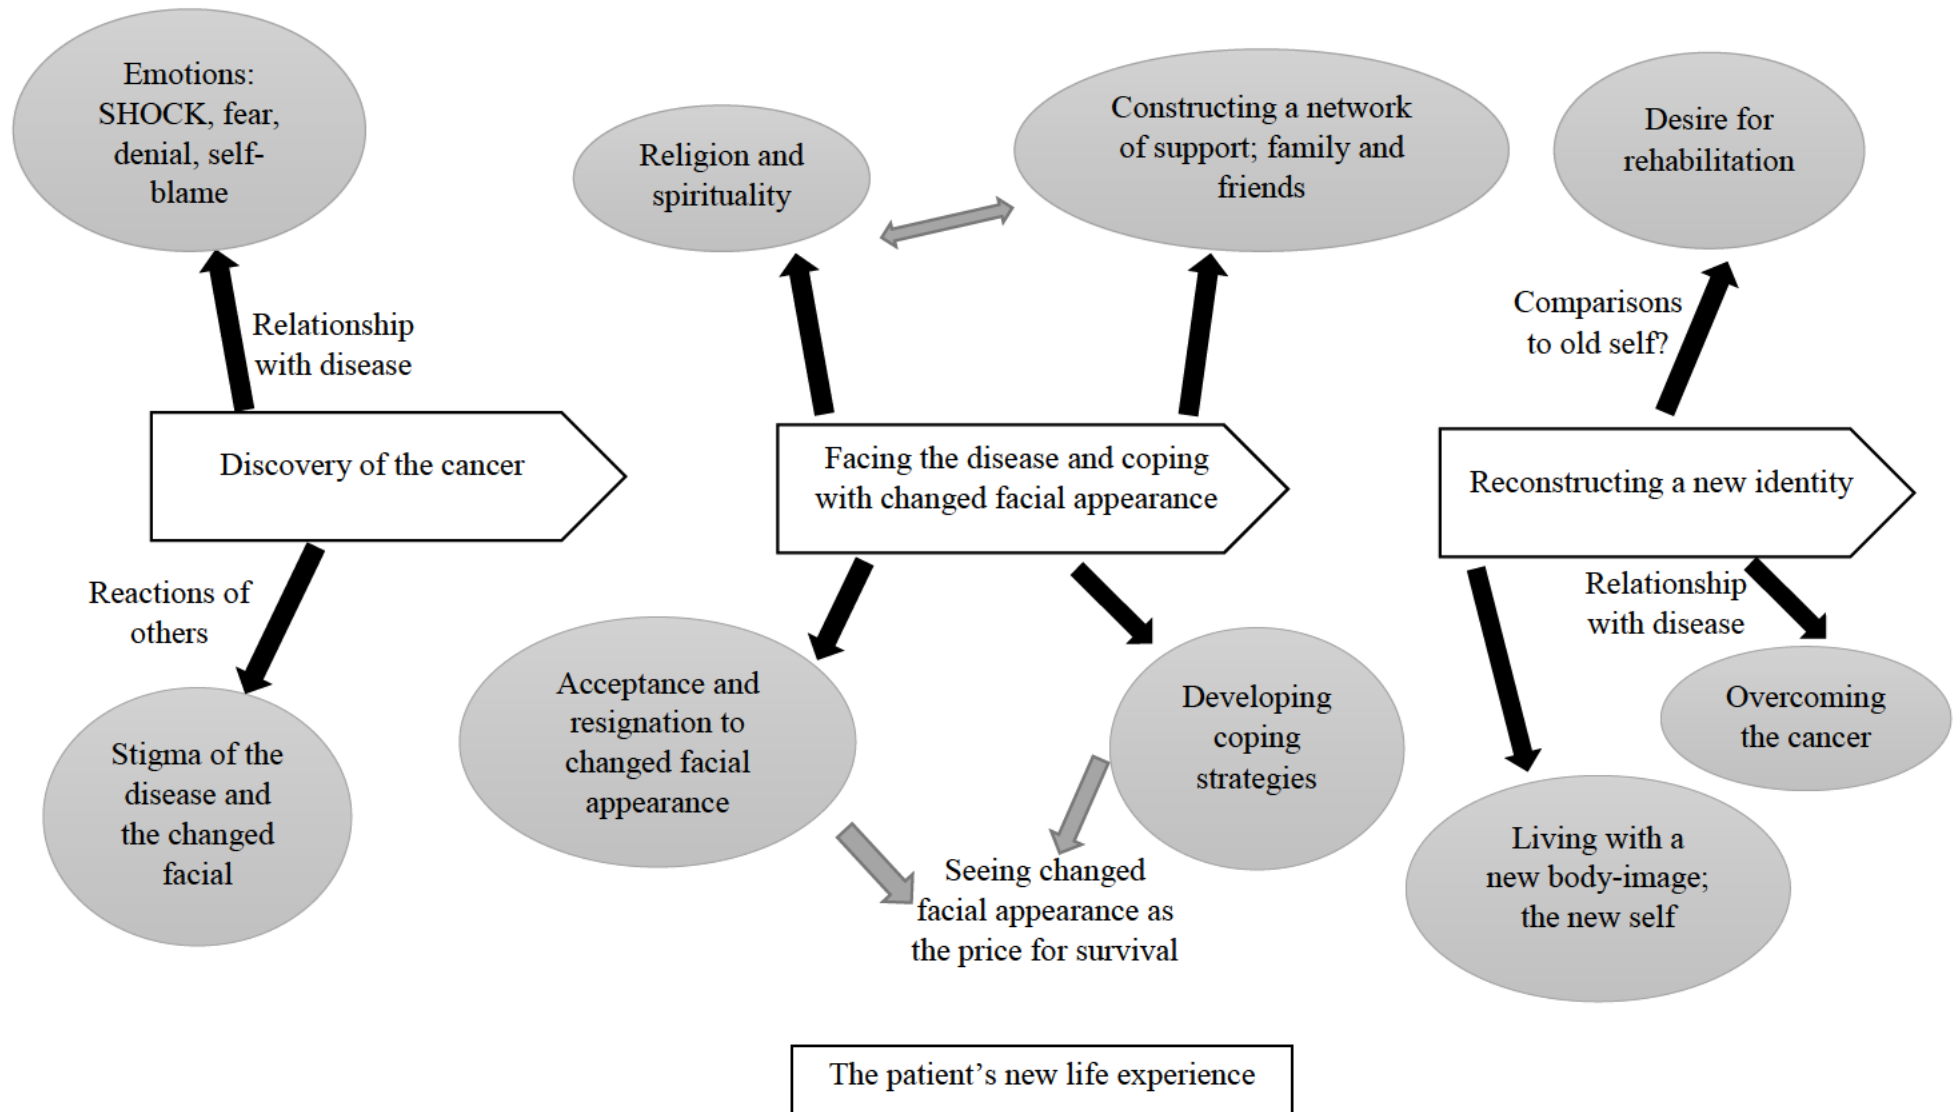 Emotions:
SHOCK, fear,
denial, self-
blame
Religion and
spirituality
Constructing a network
of support; family and
friends
Desire for
rehabilitation
Relationship
with disease
Comparisons
to old self?
Discovery of the cancer
Facing the disease and coping
with changed facial appearance
Reconstructing a new identity
Reactions of
others
Relationship
with disease
Stigma of the
disease and
the changed
facial
Acceptance and
resignation to
changed facial
appearance
Developing
coping
strategies
Overcoming
the cancer
Seeing changed
facial appearance as
the price for survival
Living with a
new body-image;
the new self
The patient’s new life experience